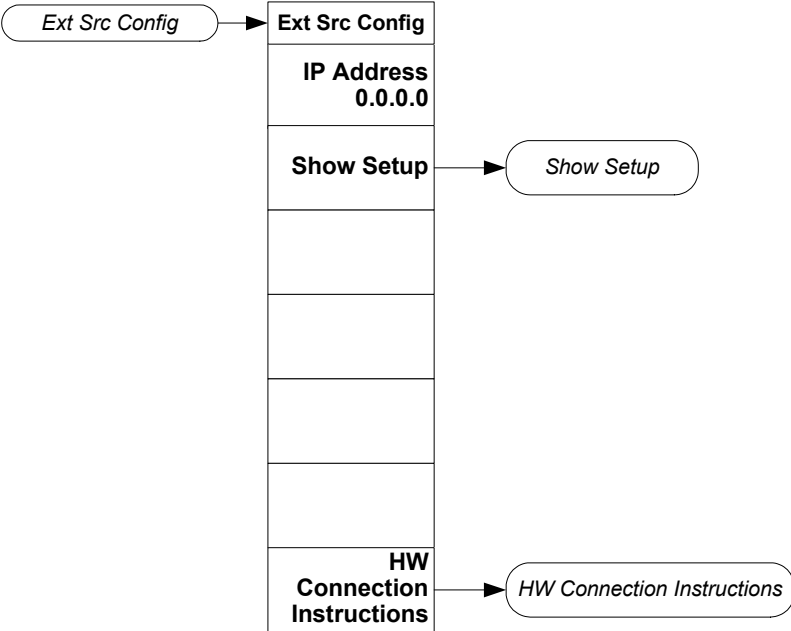 Ext Src Config
Ext Src Config
IP Address
0.0.0.0
Show Setup
Show Setup
HW
Connection
Instructions
HW Connection Instructions